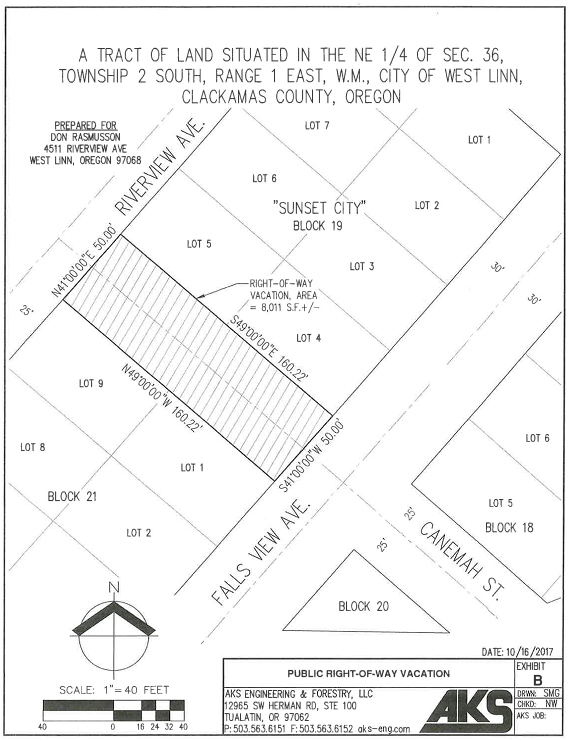 A TRACT OF LAND SITUATED IN THE NE 1/4 OF SEC. 36,
TOWNSHIP 2 SOUTH, RANGE 1 EAST, W.M., CITY OF WEST LINN,
CLACKAMAS COUNTY, OREGON
PREPARED FOR
DON RASMUSSON
4511 RIVERVIEW AVE
WEST LINN, OREGON 97068
RIVERVIEW AVE.
LOT 7
LOT 1
LOT 6
"SUNSET CITY"
BLOCK 19
LOT 2
LOT 5
LOT 3
N41°00'00"E 50.00'
RIGHT-OF-WAY
VACATION, AREA
= 8,011 S.F.+/-
30'
30'
25'
S49°00'00"E 160.22'
LOT 4
N49°00'00"W 160.22'
LOT 9
LOT 8
LOT 1
BLOCK 21
LOT 2
S41°00'00"W 50.00'
LOT 6
LOT 5
BLOCK 18
25'
25'
CANEMAH ST.
FALLS VIEW AVE.
BLOCK 20
N
SCALE: 1"= 40 FEET
40 0 16 24 32 40
DATE: 10/16/2017
PUBLIC RIGHT-OF-WAY VACATION
EXHIBIT
B
AKS ENGINEERING & FORESTRY, LLC
12965 SW HERMAN RD, STE 100
TUALATIN, OR 97062
P: 503.563.6151 F: 503.563.6152 aks-eng.com
AKS
DRWN: SMG
CHKD: NW
AKS JOB: